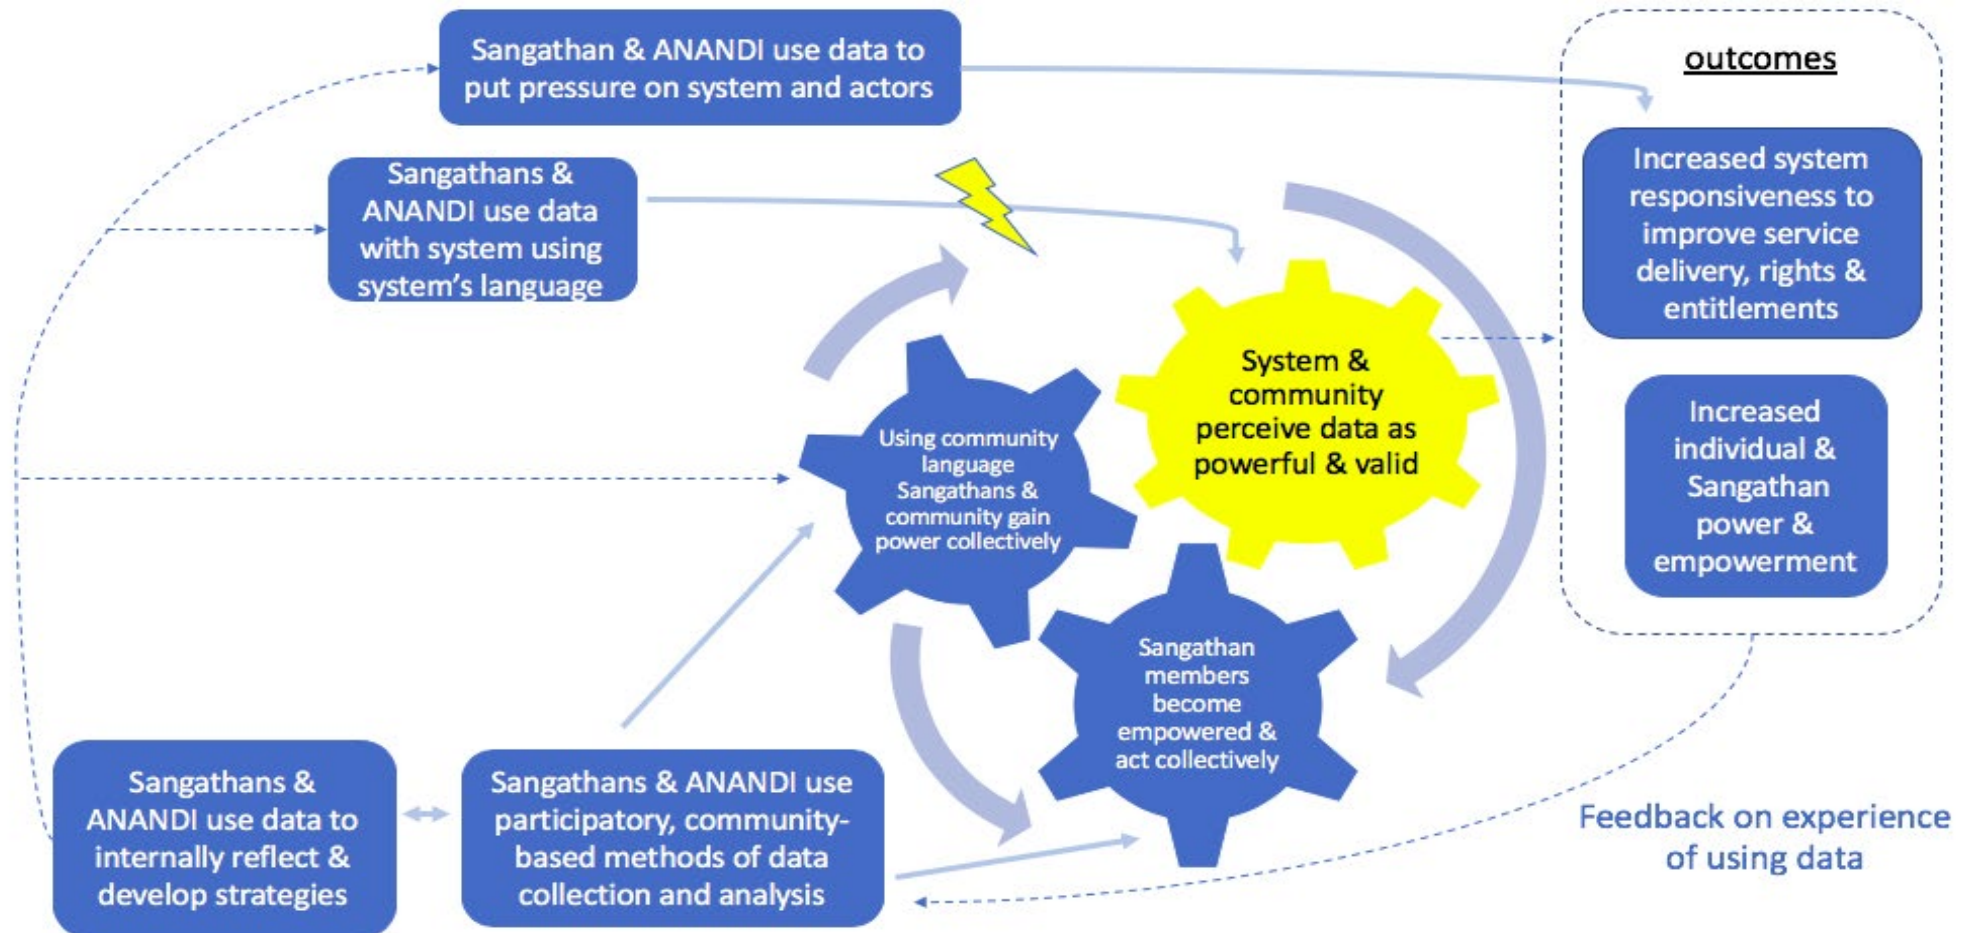 Sangathan & ANANDI use data to
put pressure on system and actors
outcomes
Sangathans &
ANANDI use data
with system using
system's language
Increased system
responsiveness to
improve service
delivery, rights &
entitlements
System &
community
perceive data as
powerful & valid
Using community
language
Sangathans &
community gain
power collectively
Increased
individual &
Sangathan
power &
empowerment
Sangathan
members
become
empowered &
act collectively
Sangathans &
ANANDI use data to
internally reflect &
develop strategies
Sangathans & ANANDI use
participatory, community-
based methods of data
collection and analysis
Feedback on experience
of using data